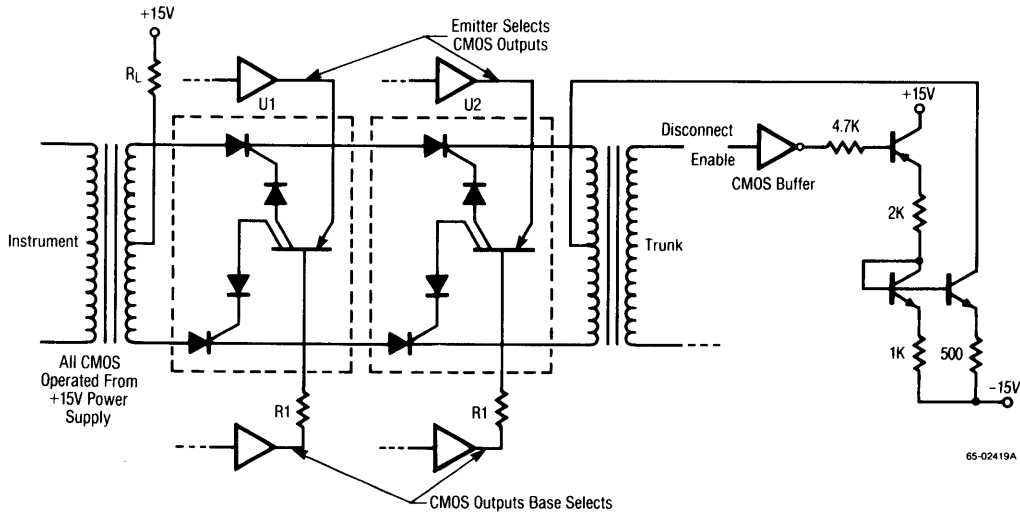 +15V
Emitter Selects
CMOS Outputs
RL
U1
U2
+15V
Disconnect
Enable
4.7K
CMOS Buffer
2K
Instrument
Trunk
1K
500
All CMOS
Operated From
+15V Power
Supply
−15V
R1
R1
65-02419A
CMOS Outputs Base Selects